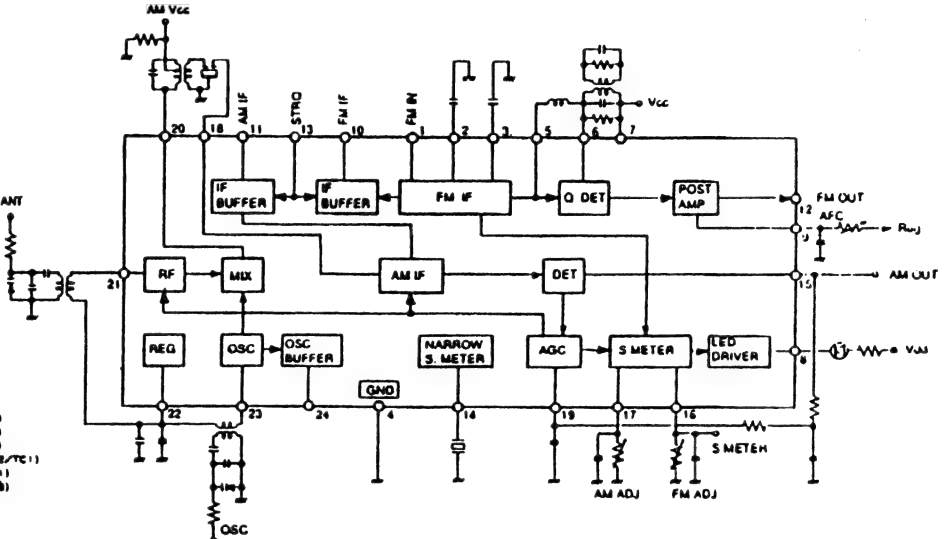 AM Vcc
AM IF
STRQ
FM IF
FM IN
Vcc
20
18
11
13
10
1
2
3
5
6
7
IF BUFFER
IF BUFFER
FM IF
Q DET
POST AMP
12
FM OUT
9
AFC
ANT
21
RF
MIX
AM IF
DET
15
AM OUT
REG
OSC
OSC BUFFER
NARROW S. METER
AGC
S METER
LED DRIVER
GND
22
23
24
4
14
19
17
16
S METER
AM ADJ
FM ADJ
OSC